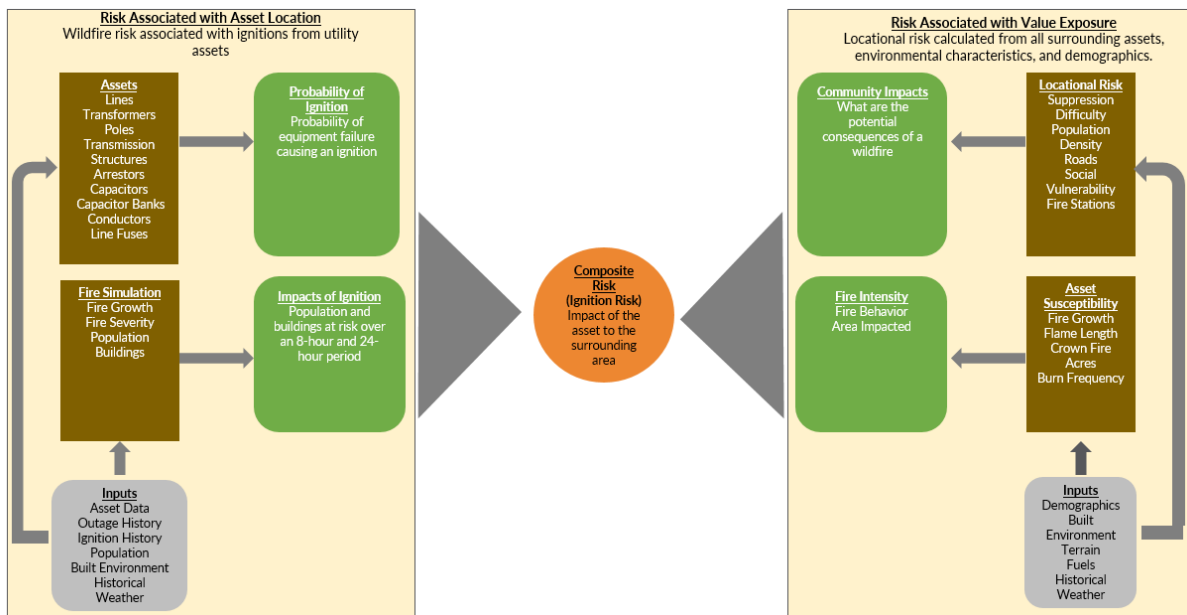 Risk Associated with Asset Location
Wildfire risk associated with ignitions from utility
assets
Assets
Lines
Transformers
Poles
Transmission
Structures
Arrestors
Capacitors
Capacitor Banks
Conductors
Line Fuses
Probability of
Ignition
Probability of
equipment failure
causing an ignition
Fire Simulation
Fire Growth
Fire Severity
Population
Buildings
Impacts of Ignition
Population and
buildings at risk over
an 8-hour and 24-
hour period
Inputs
Asset Data
Outage History
Ignition History
Population
Built Environment
Historical
Weather
Composite
Risk
(Ignition Risk)
Impact of the
asset to the
surrounding
area
Risk Associated with Value Exposure
Locational risk calculated from all surrounding assets,
environmental characteristics, and demographics.
Community Impacts
What are the
potential
consequences of a
wildfire
Locational Risk
Suppression
Difficulty
Population
Density
Roads
Social
Vulnerability
Fire Stations
Fire Intensity
Fire Behavior
Area Impacted
Asset
Susceptibility
Fire Growth
Flame Length
Crown Fire
Acres
Burn Frequency
Inputs
Demographics
Built
Environment
Terrain
Fuels
Historical
Weather